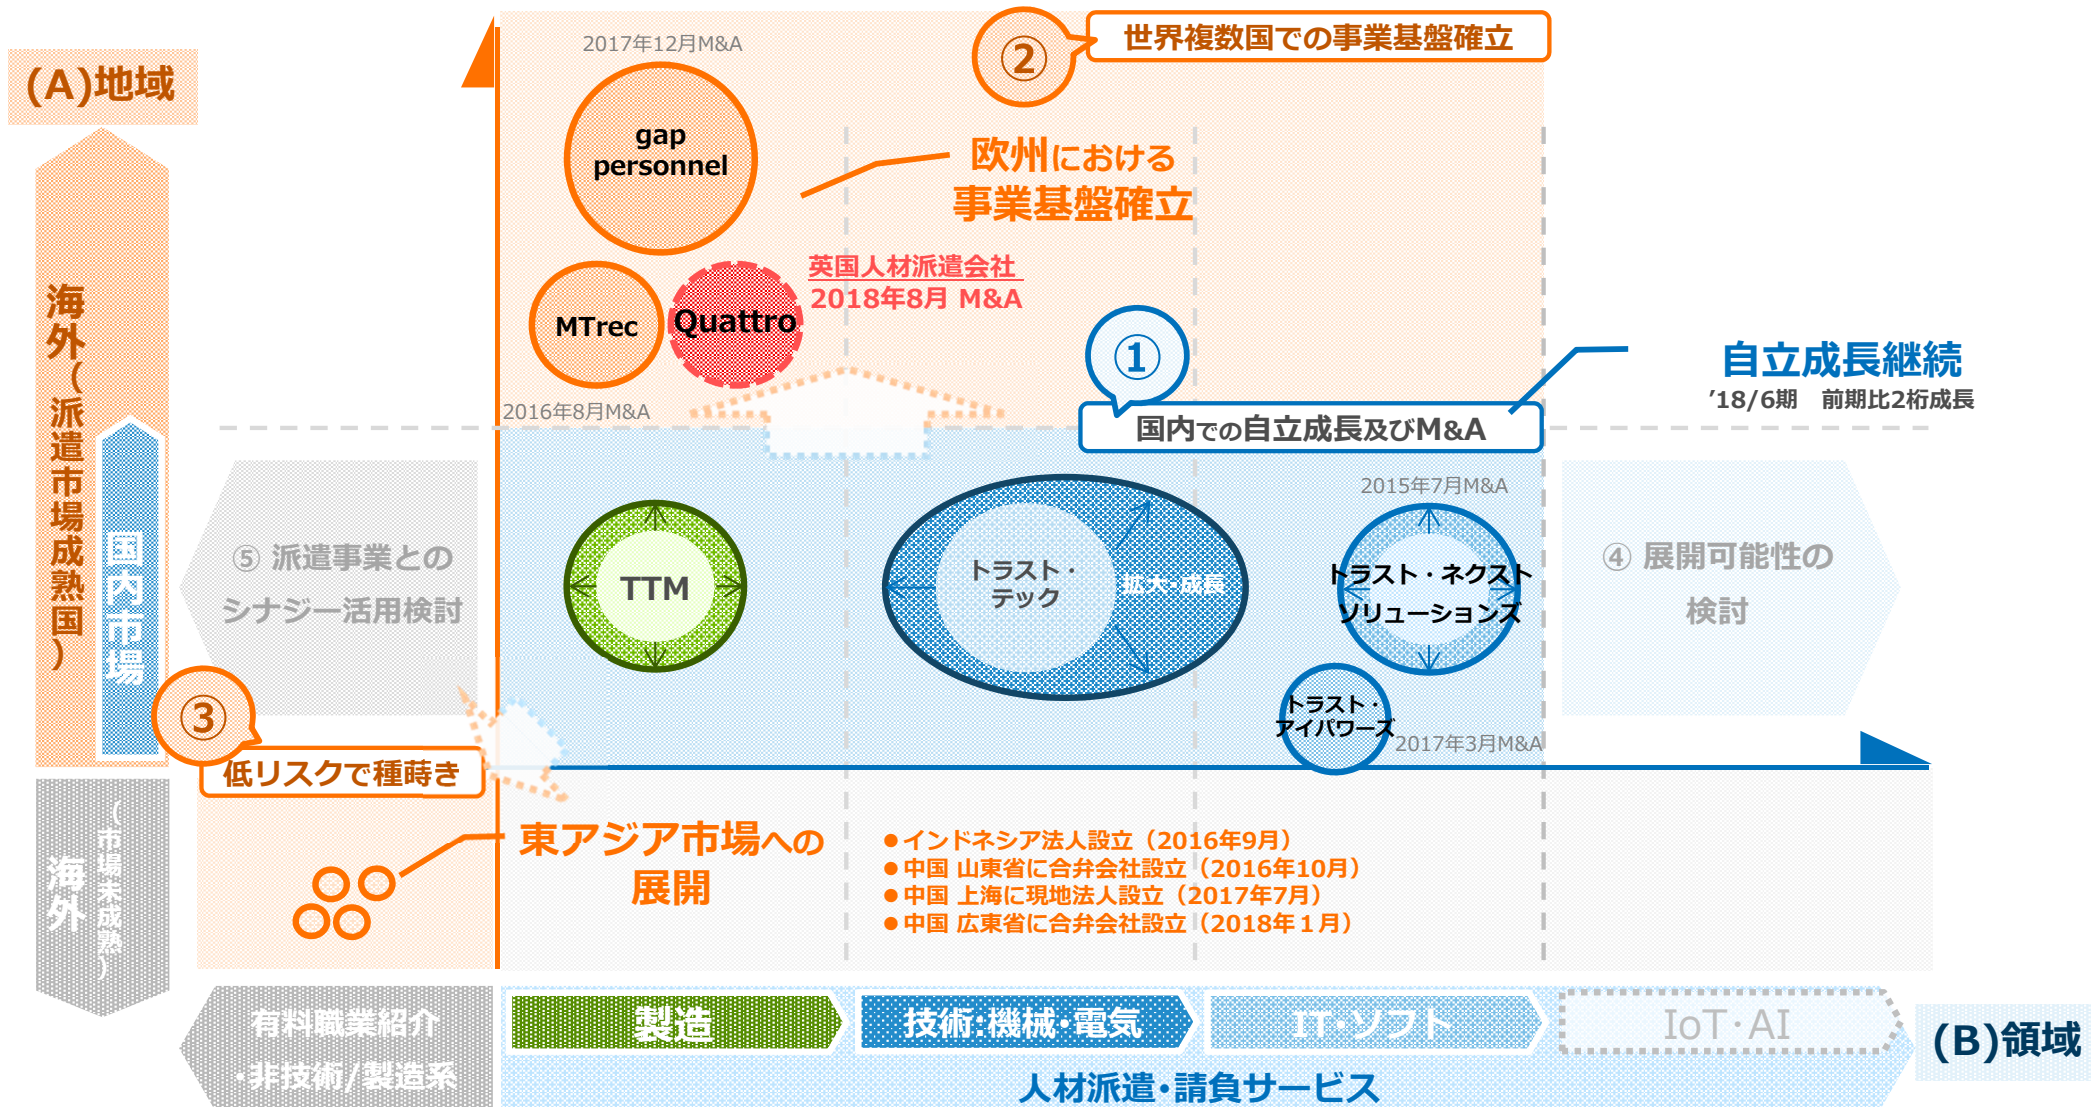 (A)地域
2017年12月M&A
②
世界複数国での事業基盤確立
gap
personnel
欧州における
事業基盤確立
MTrec
Quattro
英国人材派遣会社
2018年8月 M&A
2016年8月M&A
①
国内での自立成長及びM&A
自立成長継続
’18/6期　前期比2桁成長
海外(派遣市場成熟国)
国内市場
⑤ 派遣事業との
シナジー活用検討
TTM
トラスト・
テック
拡大・成長
2015年7月M&A
トラスト・ネクスト
ソリューションズ
トラスト・
アイパワーズ
2017年3月M&A
④ 展開可能性の
検討
③
低リスクで種蒔き
海外
(市場未成熟)
東アジア市場への
展開
●インドネシア法人設立（2016年9月）
●中国 山東省に合弁会社設立（2016年10月）
●中国 上海に現地法人設立（2017年7月）
●中国 広東省に合弁会社設立（2018年１月）
有料職業紹介
・非技術/製造系
製造
技術:機械・電気
IT・ソフト
IoT・AI
(B)領域
人材派遣・請負サービス